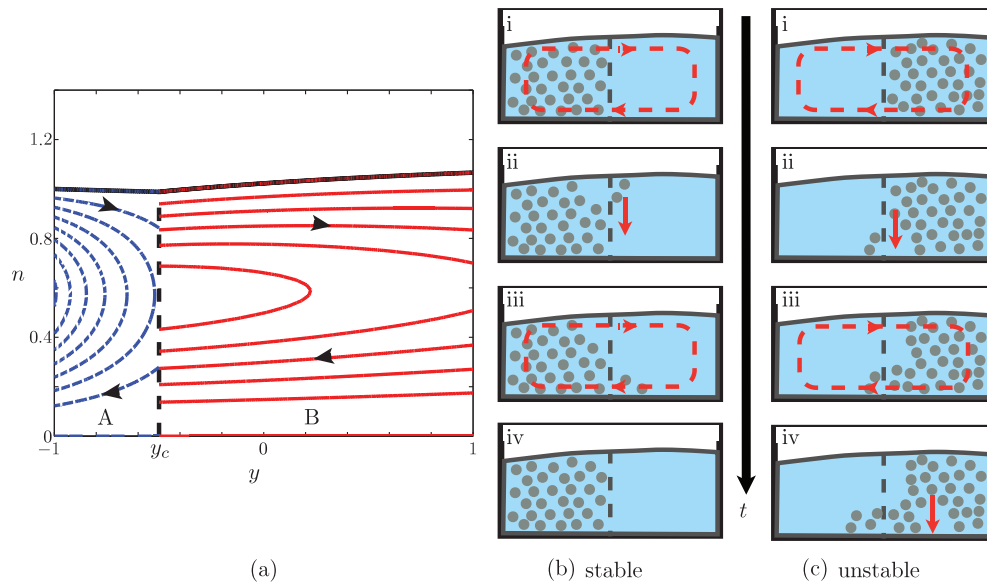 1.2
0.8
n
0.4
0
A
B
−1
y_c
0
1
y
(a)
i
ii
iii
iv
(b) stable
t
i
ii
iii
iv
(c) unstable